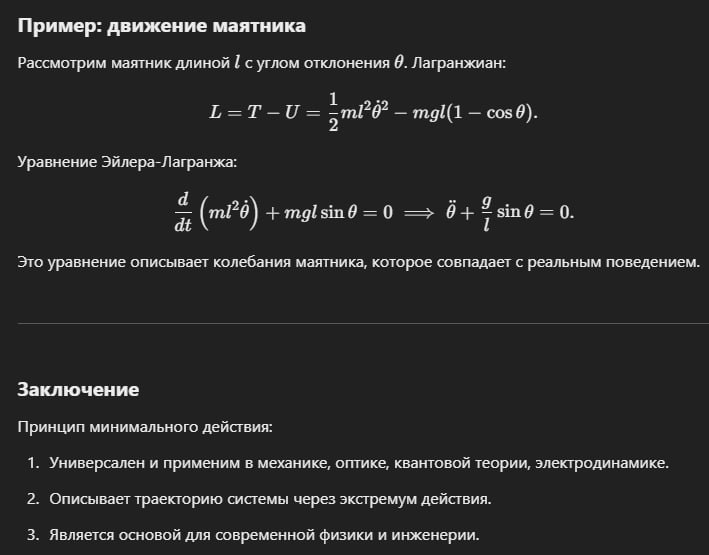 Пример: движение маятника
Рассмотрим маятник длиной l с углом отклонения θ. Лагранжиан:
L = T − U = 1/2 ml²θ̇² − mgl(1 − cos θ).
Уравнение Эйлера-Лагранжа:
d/dt (ml²θ̇) + mgl sin θ = 0 ⟹ θ̈ + g/l sin θ = 0.
Это уравнение описывает колебания маятника, которое совпадает с реальным поведением.
Заключение
Принцип минимального действия:
1. Универсален и применим в механике, оптике, квантовой теории, электродинамике.
2. Описывает траекторию системы через экстремум действия.
3. Является основой для современной физики и инженерии.